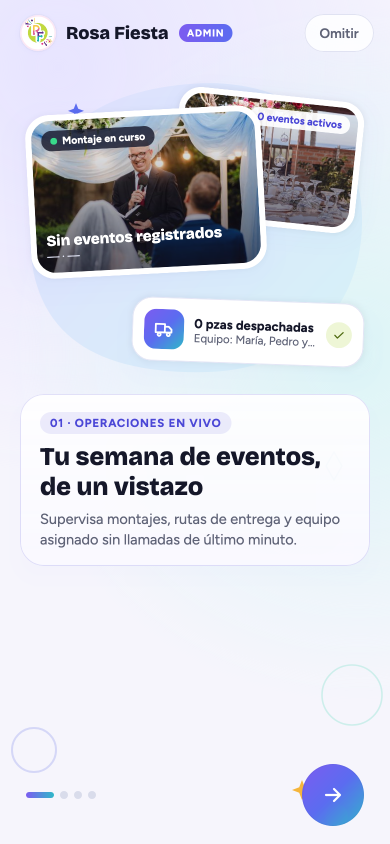 Rosa Fiesta
ADMIN
Omitir
0 eventos activos
Montaje en curso
Sin eventos registrados
— · —
0 pzas despachadas
Equipo: María, Pedro y...
01 · OPERACIONES EN VIVO
Tu semana de eventos,
de un vistazo
Supervisa montajes, rutas de entrega y equipo
asignado sin llamadas de último minuto.